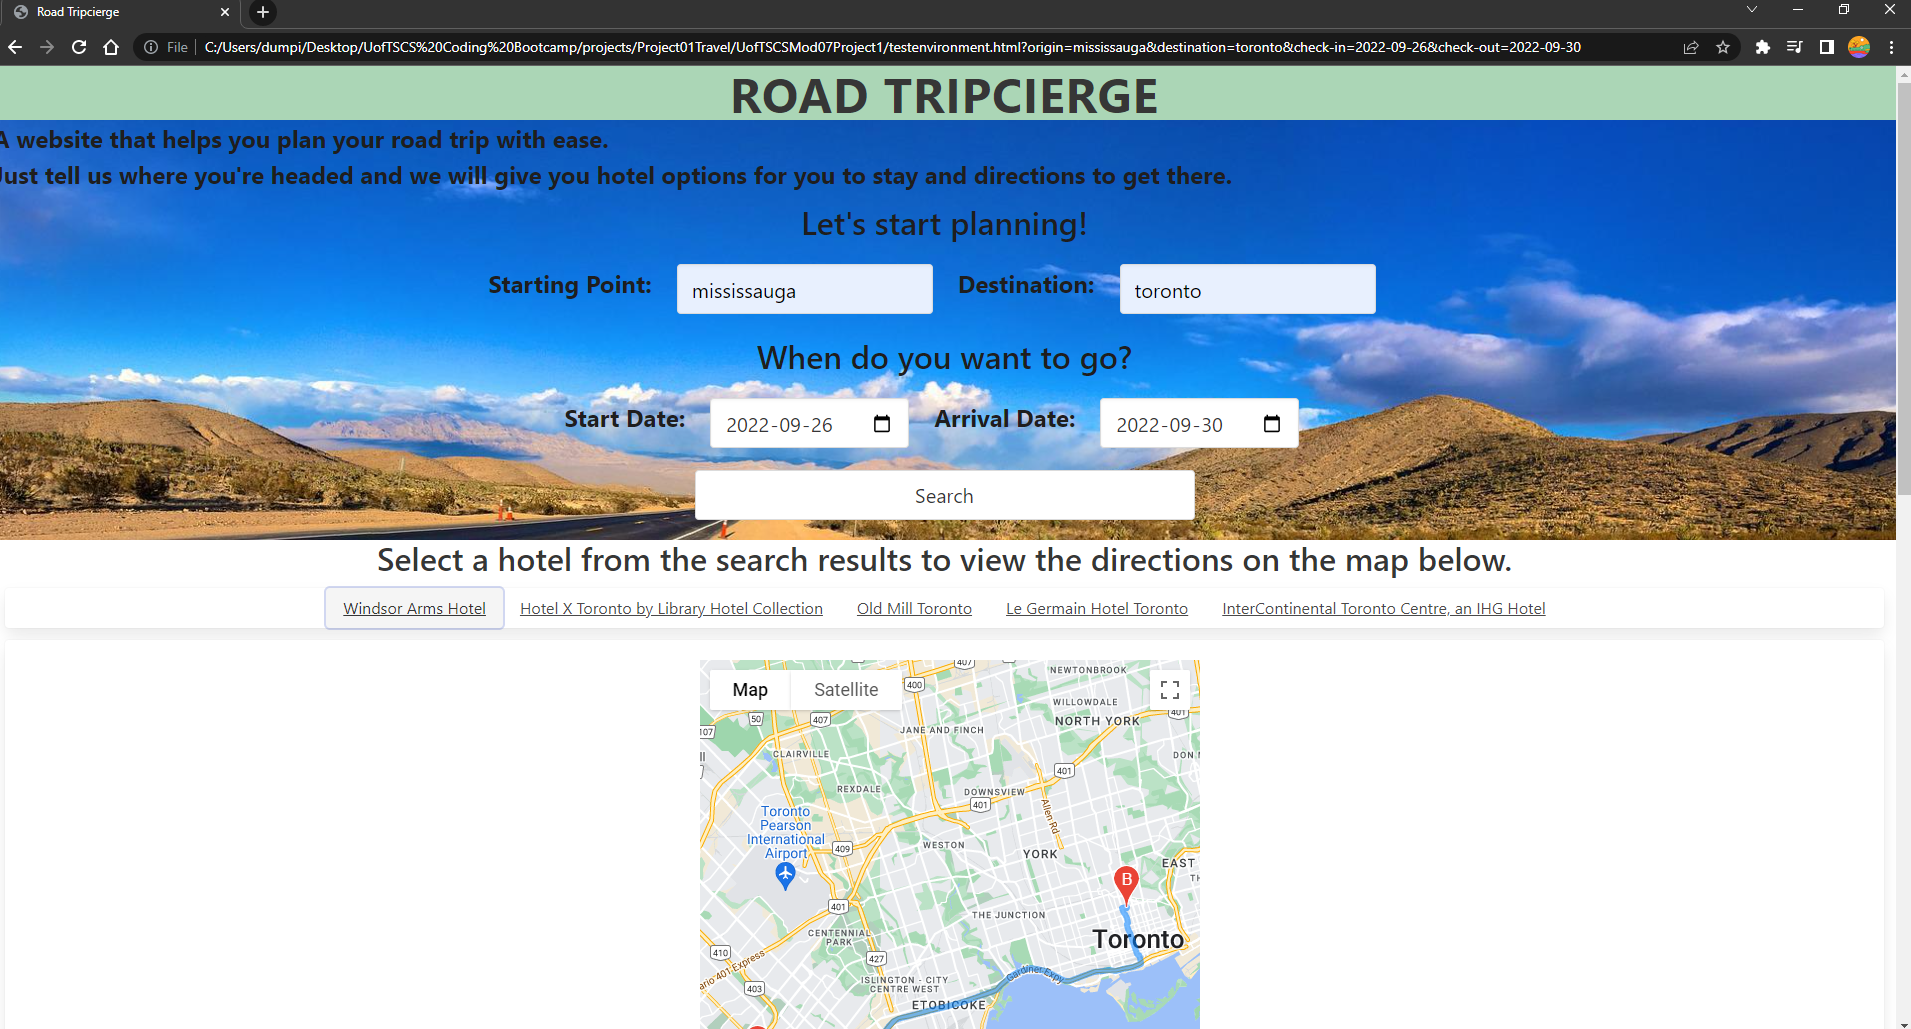 Road Tripcierge
File
C:/Users/dumpi/Desktop/UofTSCS%20Coding%20Bootcamp/projects/Project01Travel/UofTSCSMod07Project1/testenvironment.html?origin=mississauga&destination=toronto&check-in=2022-09-26&check-out=2022-09-30
ROAD TRIPCIERGE
A website that helps you plan your road trip with ease.
Just tell us where you're headed and we will give you hotel options for you to stay and directions to get there.
Let's start planning!
Starting Point: mississauga Destination: toronto
When do you want to go?
Start Date: 2022-09-26 Arrival Date: 2022-09-30
Search
Select a hotel from the search results to view the directions on the map below.
Windsor Arms Hotel Hotel X Toronto by Library Hotel Collection Old Mill Toronto Le Germain Hotel Toronto InterContinental Toronto Centre, an IHG Hotel
407
NEWTONBROOK
Map Satellite
400
WILLOWDALE
401
50
407
NORTH YORK
107
JANE AND FINCH
CLAIRVILLE
DON
401
REXDALE
DOWNSVIEW
401
Allen Rd
Toronto
Pearson
International
Airport
409
WESTON
YORK
EAST
B
401
THE JUNCTION
CENTENNIAL
PARK
Toronto
410
427
ario 401 Express
Gardiner Expy
403
ISLINGTON - CITY
CENTRE WEST
ETOBICOKE